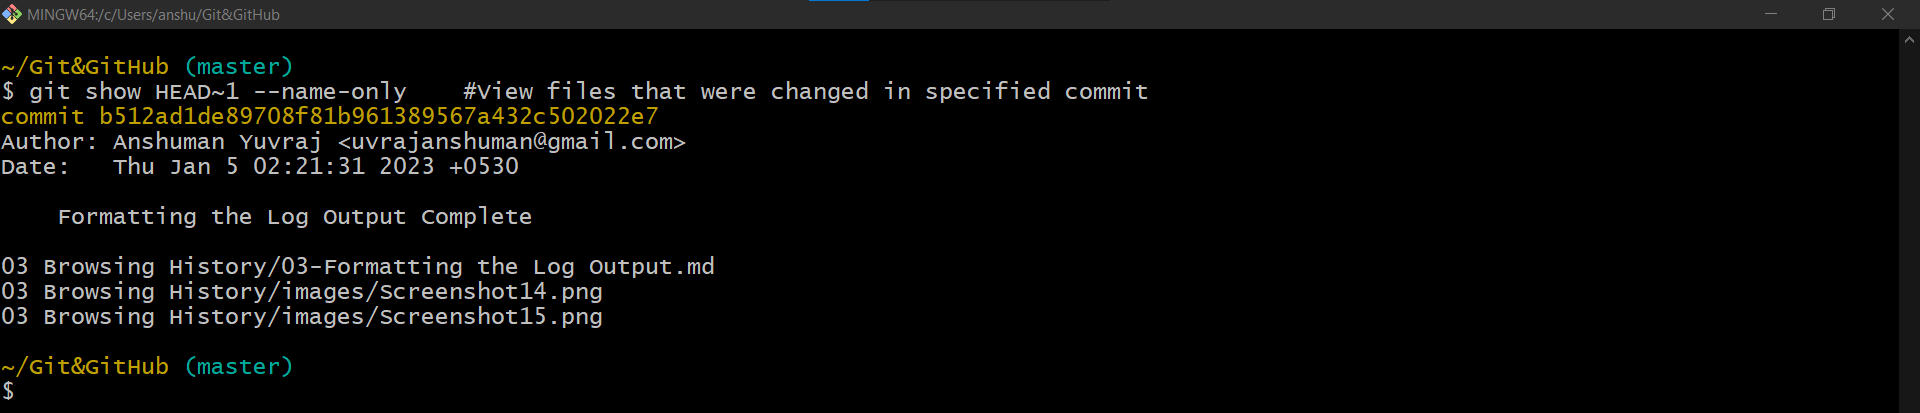 MINGW64:/c/Users/anshu/Git&GitHub
~/Git&GitHub (master)
$ git show HEAD~1 --name-only    #View files that were changed in specified commit
commit b512ad1de89708f81b961389567a432c502022e7
Author: Anshuman Yuvraj <uvrajanshuman@gmail.com>
Date:   Thu Jan 5 02:21:31 2023 +0530
    Formatting the Log Output Complete
03 Browsing History/03-Formatting the Log Output.md
03 Browsing History/images/Screenshot14.png
03 Browsing History/images/Screenshot15.png
~/Git&GitHub (master)
$